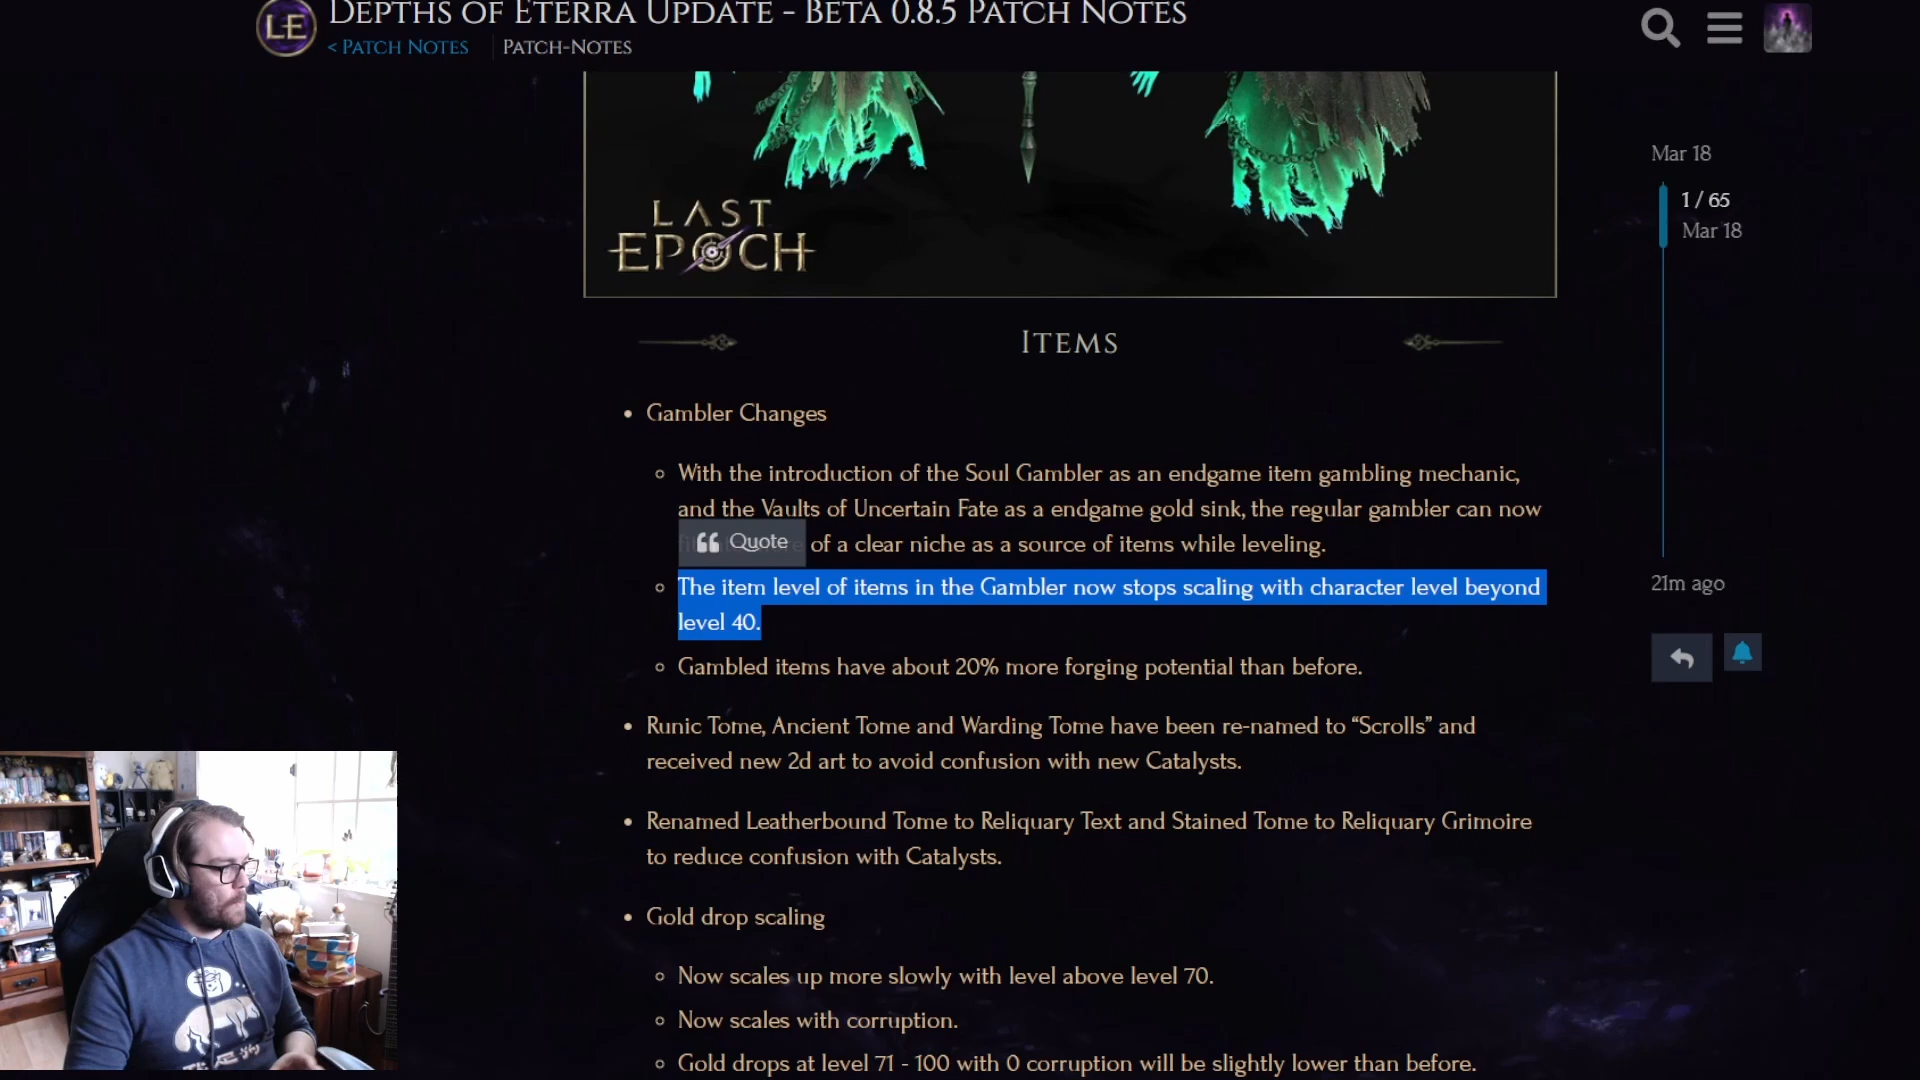 LE
Depths of Eterra Update - Beta 0.8.5 Patch Notes
< Patch Notes
Patch-Notes
LAST
EPOCH
Mar 18
1 / 65
Mar 18
21m ago
Items
• Gambler Changes
With the introduction of the Soul Gambler as an endgame item gambling mechanic,
and the Vaults of Uncertain Fate as a endgame gold sink, the regular gambler can now
Quote
of a clear niche as a source of items while leveling.
The item level of items in the Gambler now stops scaling with character level beyond
level 40.
Gambled items have about 20% more forging potential than before.
• Runic Tome, Ancient Tome and Warding Tome have been re-named to “Scrolls” and
received new 2d art to avoid confusion with new Catalysts.
• Renamed Leatherbound Tome to Reliquary Text and Stained Tome to Reliquary Grimoire
to reduce confusion with Catalysts.
• Gold drop scaling
Now scales up more slowly with level above level 70.
Now scales with corruption.
Gold drops at level 71 - 100 with 0 corruption will be slightly lower than before.